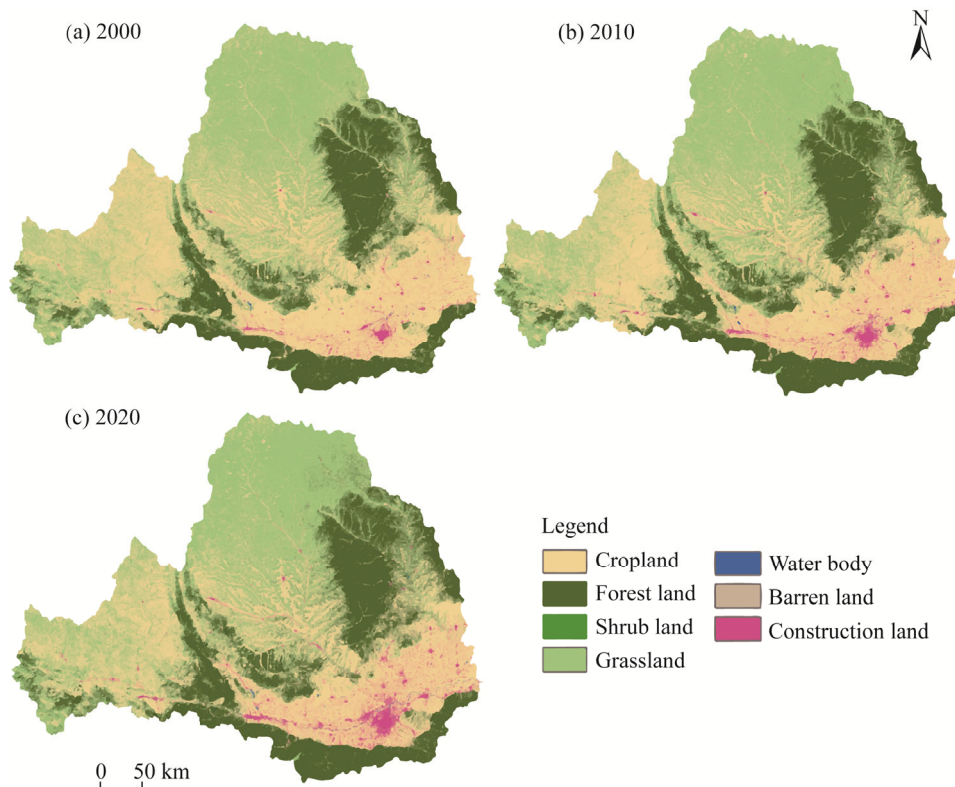 (a) 2000
(b) 2010
N
(c) 2020
Legend
Cropland
Water body
Forest land
Barren land
Shrub land
Construction land
Grassland
0 50 km